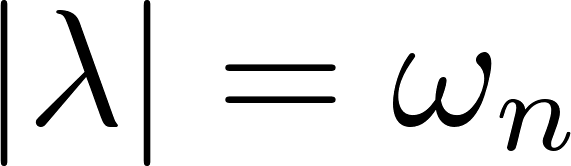 |λ| = ωₙ